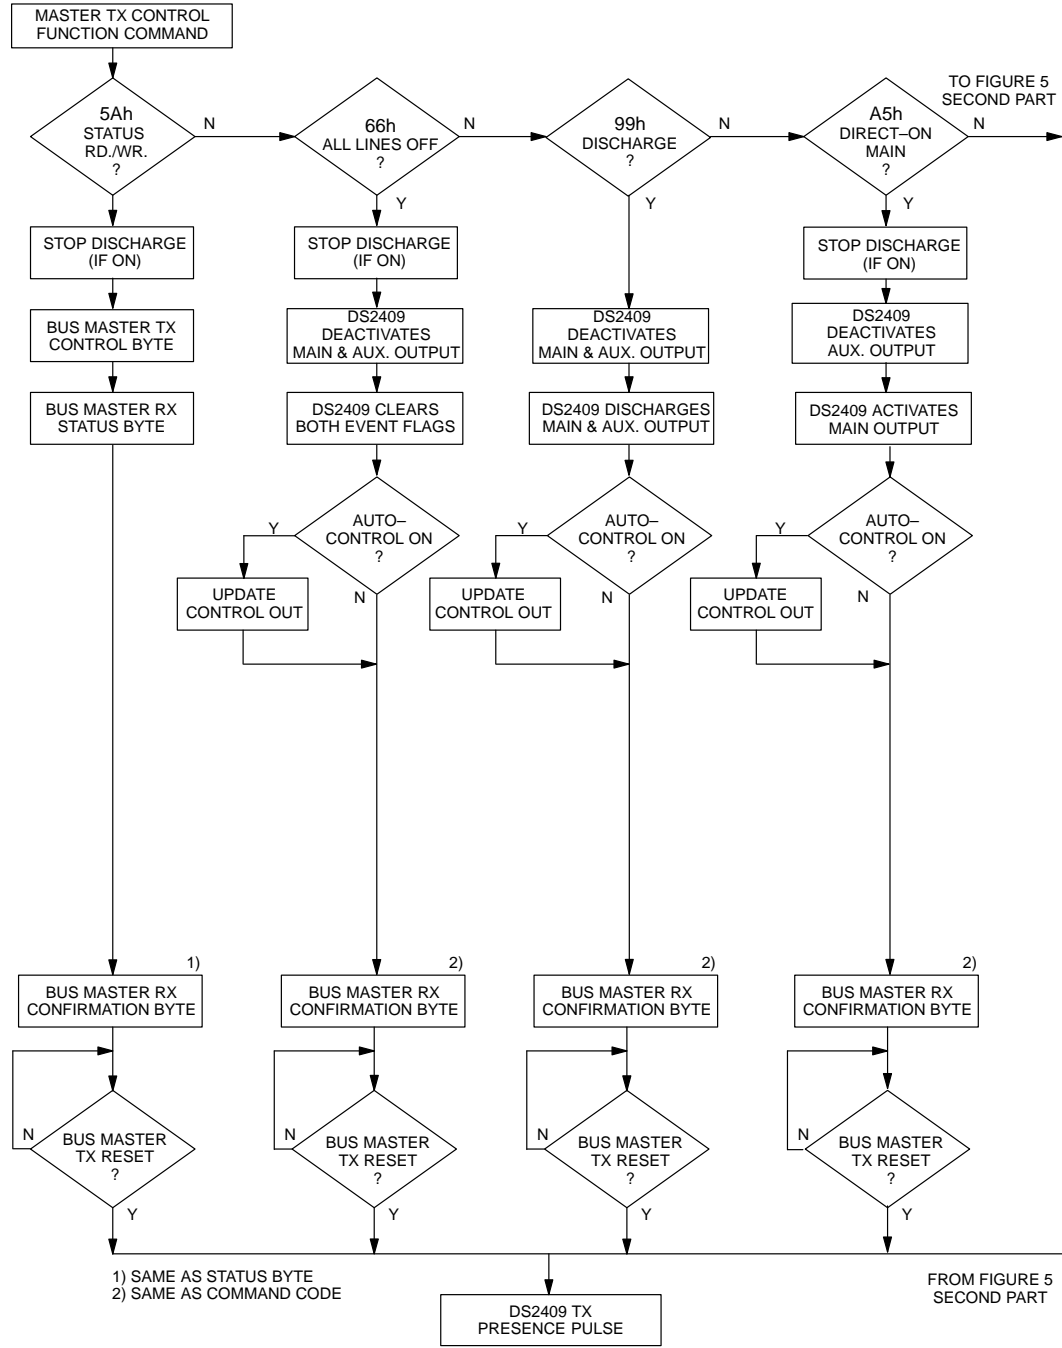 MASTER TX CONTROL
FUNCTION COMMAND
5Ah
STATUS
RD./WR.
?
N
66h
ALL LINES OFF
?
N
99h
DISCHARGE
?
N
A5h
DIRECT–ON
MAIN
?
N
TO FIGURE 5
SECOND PART
Y
Y
Y
Y
STOP DISCHARGE
(IF ON)
STOP DISCHARGE
(IF ON)
STOP DISCHARGE
(IF ON)
BUS MASTER TX
CONTROL BYTE
DS2409
DEACTIVATES
MAIN & AUX. OUTPUT
DS2409
DEACTIVATES
MAIN & AUX. OUTPUT
DS2409
DEACTIVATES
AUX. OUTPUT
BUS MASTER RX
STATUS BYTE
DS2409 CLEARS
BOTH EVENT FLAGS
DS2409 DISCHARGES
MAIN & AUX. OUTPUT
DS2409 ACTIVATES
MAIN OUTPUT
Y
AUTO–
CONTROL ON
?
N
Y
AUTO–
CONTROL ON
?
N
Y
AUTO–
CONTROL ON
?
N
UPDATE
CONTROL OUT
UPDATE
CONTROL OUT
UPDATE
CONTROL OUT
1)
BUS MASTER RX
CONFIRMATION BYTE
2)
BUS MASTER RX
CONFIRMATION BYTE
2)
BUS MASTER RX
CONFIRMATION BYTE
2)
BUS MASTER RX
CONFIRMATION BYTE
N
BUS MASTER
TX RESET
?
Y
N
BUS MASTER
TX RESET
?
Y
N
BUS MASTER
TX RESET
?
Y
N
BUS MASTER
TX RESET
?
Y
1) SAME AS STATUS BYTE
2) SAME AS COMMAND CODE
FROM FIGURE 5
SECOND PART
DS2409 TX
PRESENCE PULSE